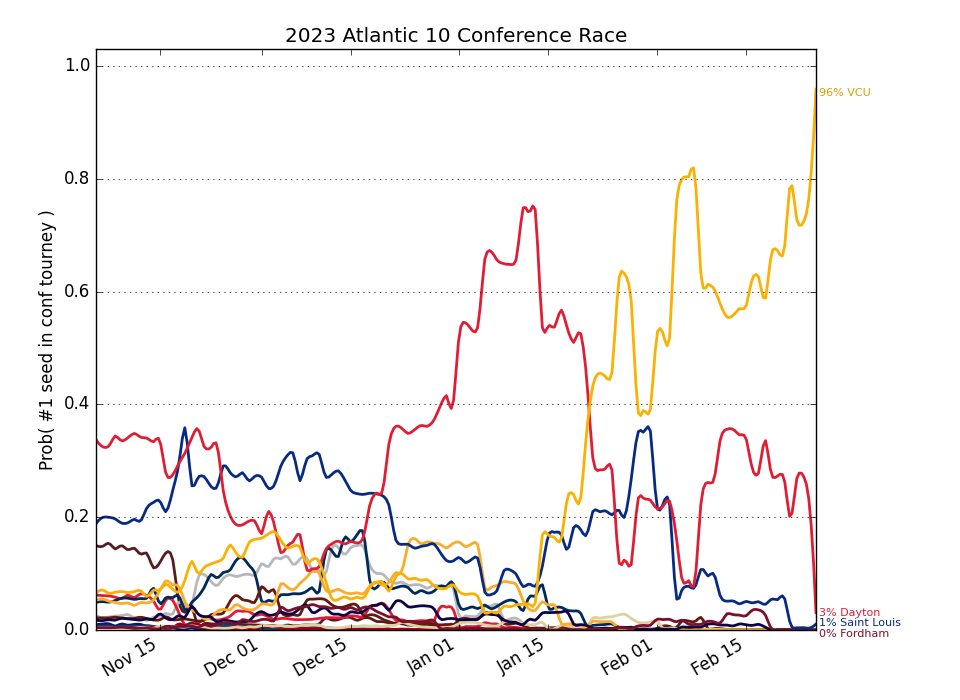 2023 Atlantic 10 Conference Race
Prob( #1 seed in conf tourney )
1.0
0.8
0.6
0.4
0.2
0.0
Nov 15
Dec 01
Dec 15
Jan 01
Jan 15
Feb 01
Feb 15
96% VCU
3% Dayton
1% Saint Louis
0% Fordham